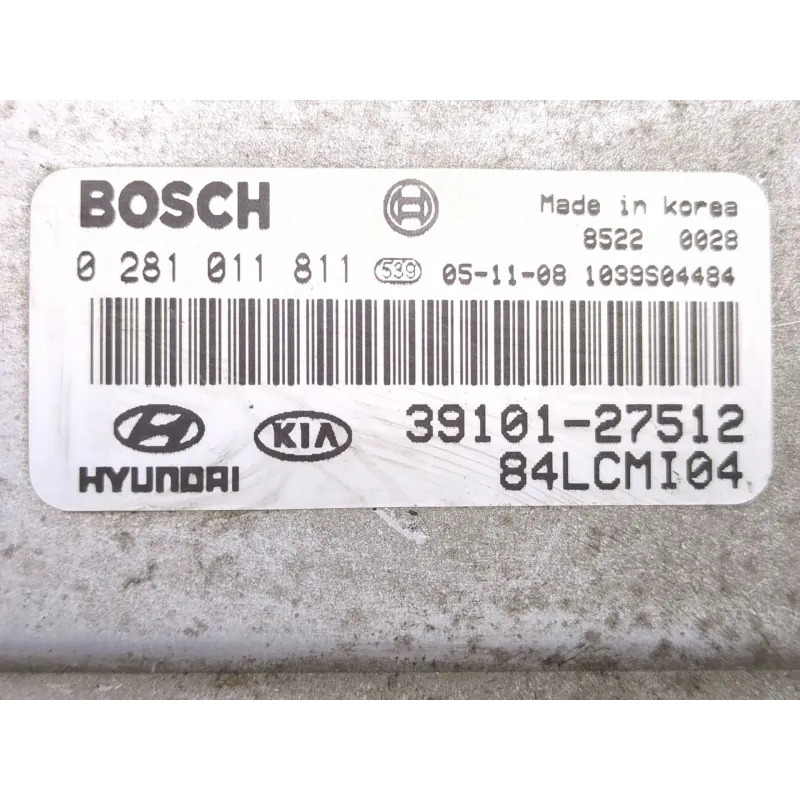 BOSCH Made in Korea
8522 0028
0 281 011 811 539 05-11-08 1039S04484
HYUNDAI KIA 39101-27512
84LCMI04